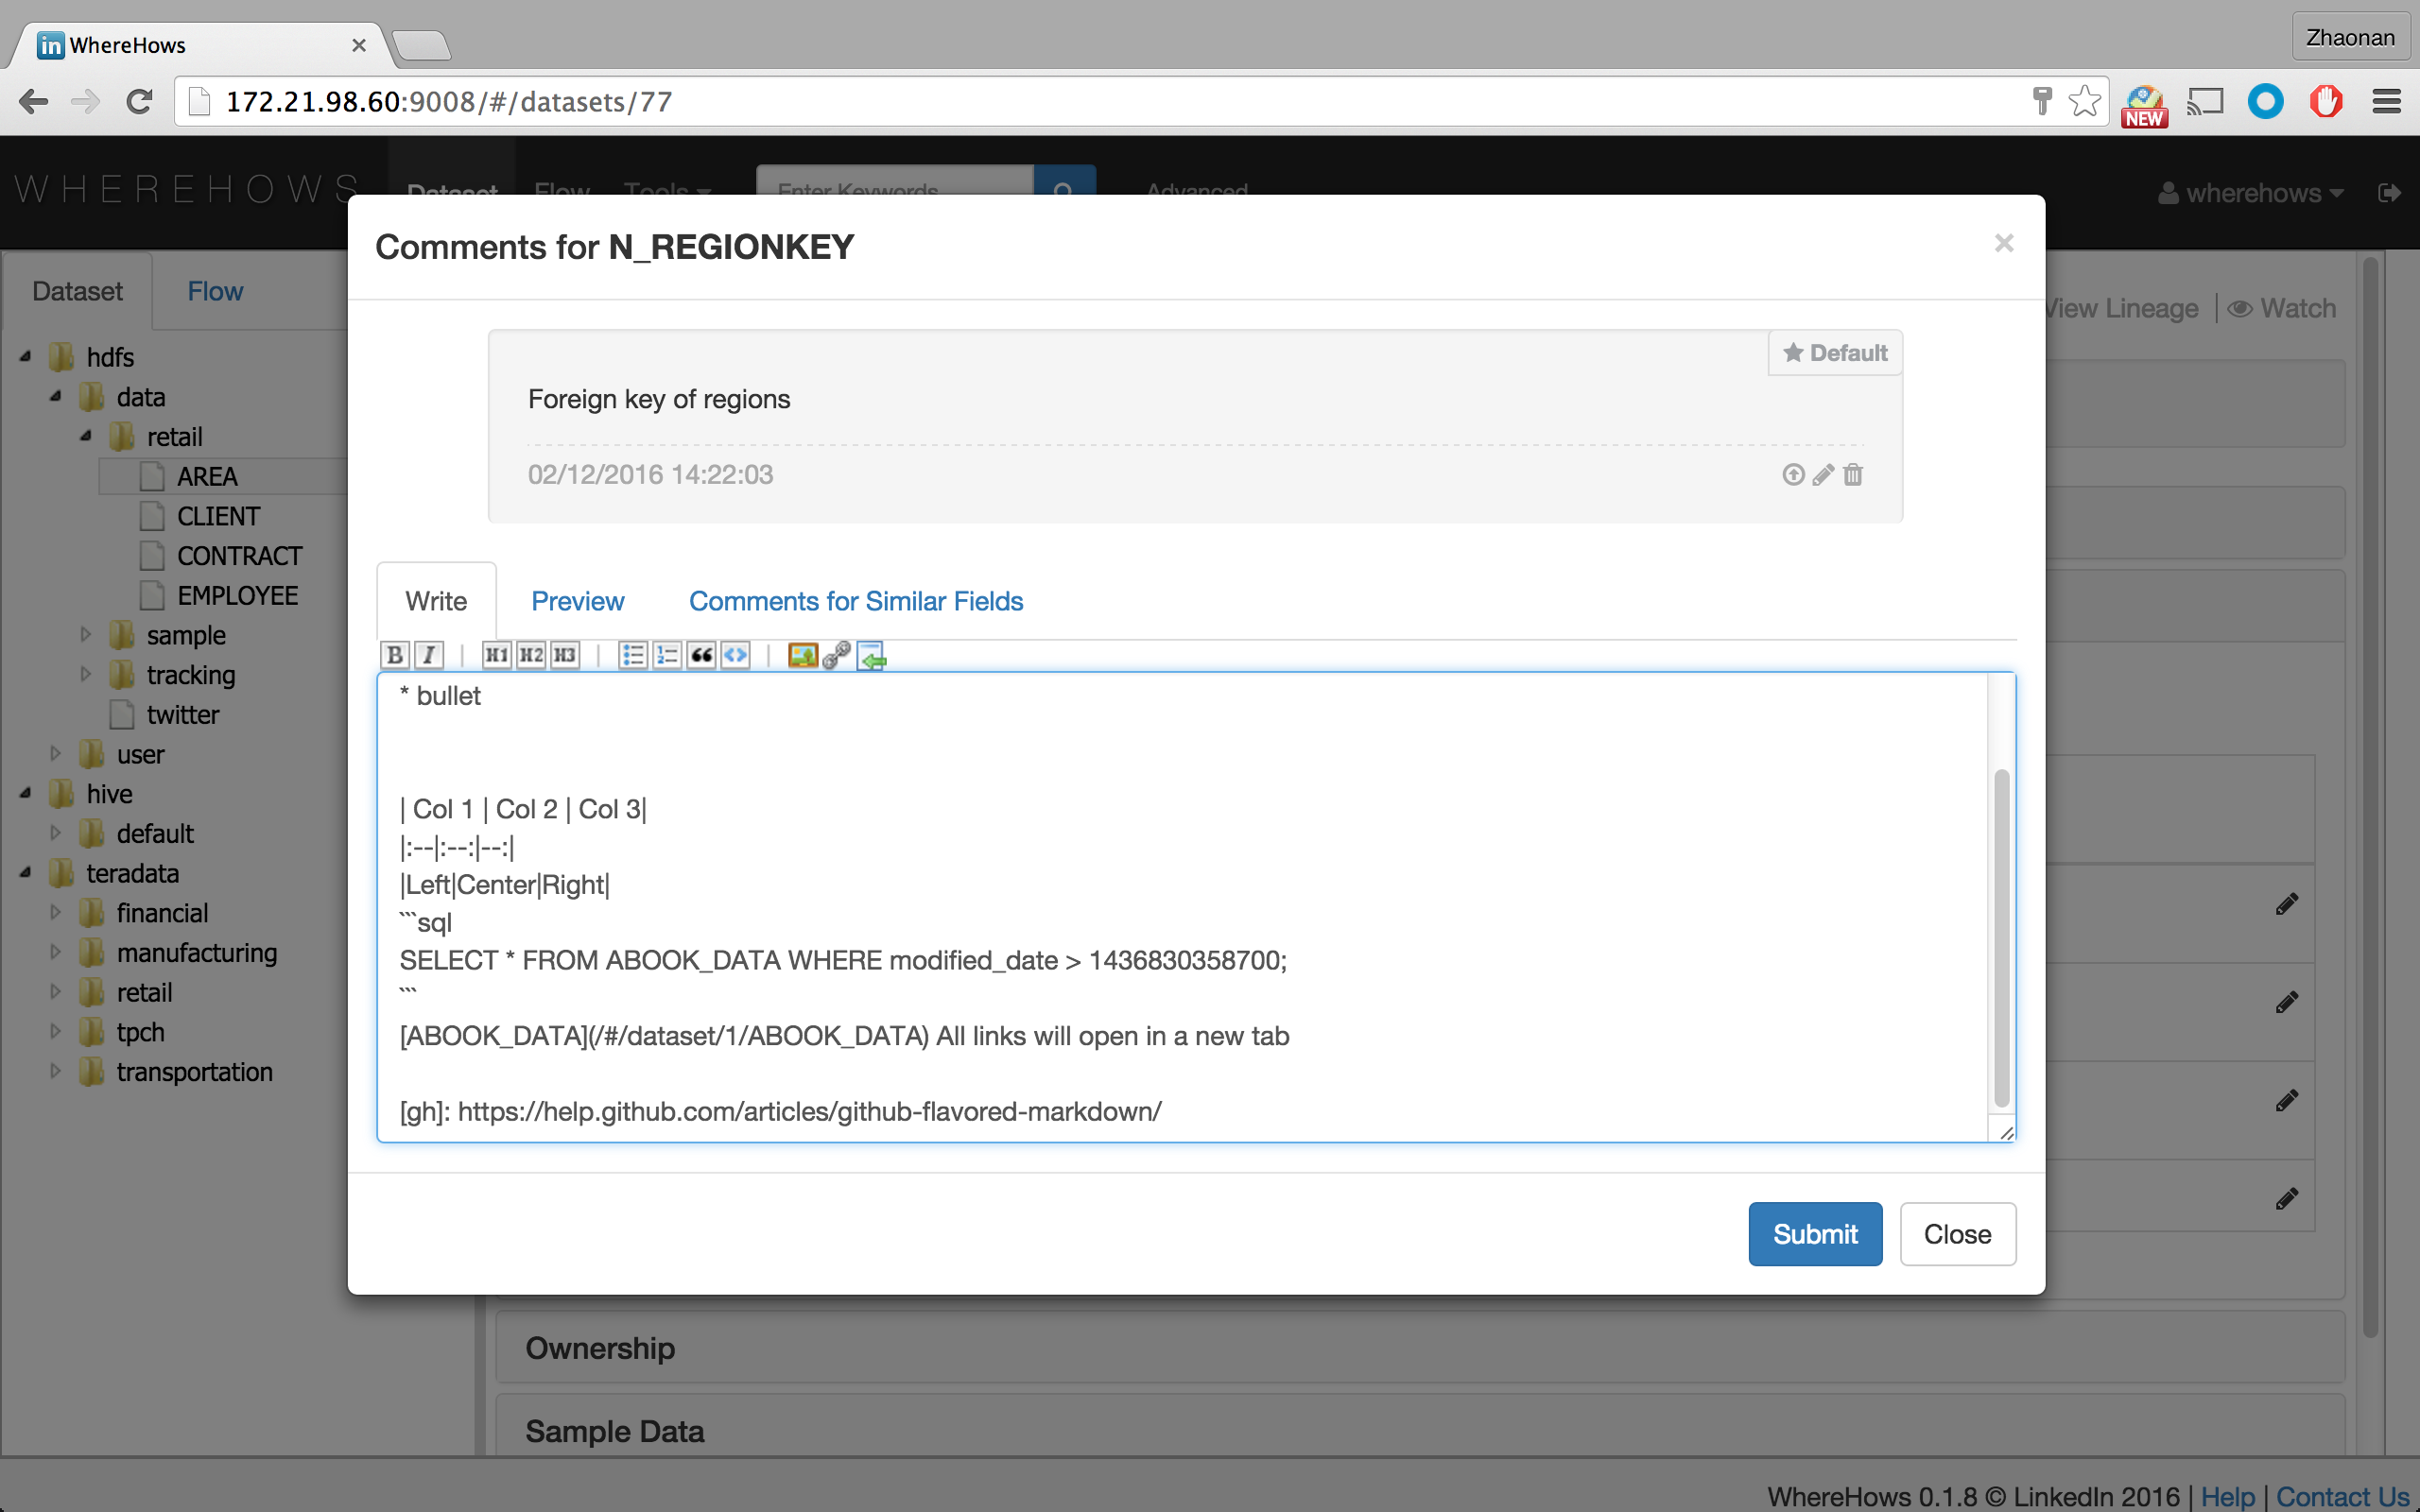 WhereHows
Zhaonan
172.21.98.60:9008/#/datasets/77
NEW
WHEREHOWS
Dataset Flow Tools
Enter Keywords
Advanced
wherehows
Comments for N_REGIONKEY
×
Dataset Flow
View Lineage | Watch
hdfs
data
retail
AREA
CLIENT
CONTRACT
EMPLOYEE
sample
tracking
twitter
user
hive
default
teradata
financial
manufacturing
retail
tpch
transportation
Default
Foreign key of regions
02/12/2016 14:22:03
Write Preview Comments for Similar Fields
B I | H1 H2 H3
* bullet
| Col 1 | Col 2 | Col 3|
|:--|:--:|--:|
|Left|Center|Right|
```sql
SELECT * FROM ABOOK_DATA WHERE modified_date > 1436830358700;
```
[ABOOK_DATA](/#/dataset/1/ABOOK_DATA) All links will open in a new tab
[gh]: https://help.github.com/articles/github-flavored-markdown/
Submit Close
Ownership
Sample Data
WhereHows 0.1.8 © LinkedIn 2016 | Help | Contact Us